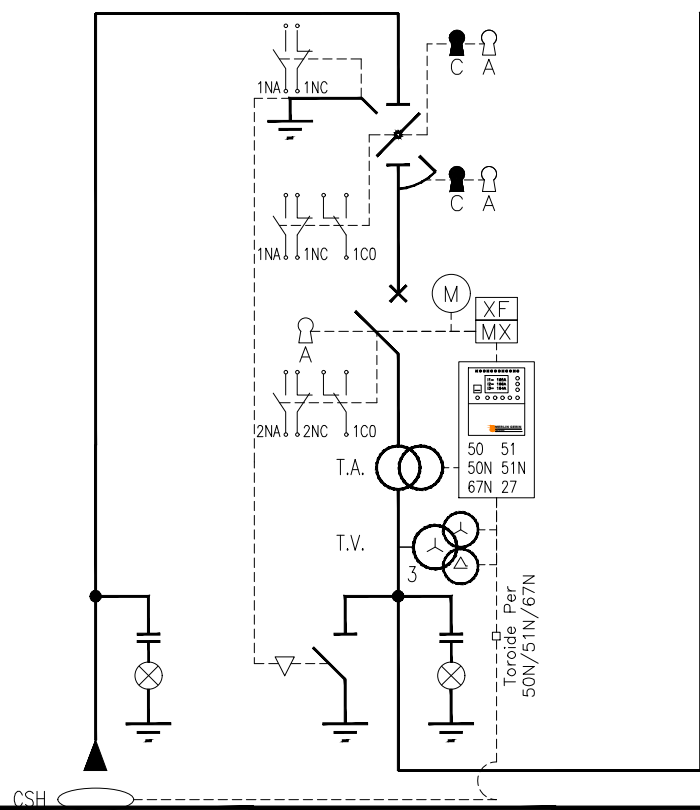 1NA 1NC
C A
C A
1NA 1NC 1CO
M
XF
MX
A
2NA 2NC 1CO
50 51
50N 51N
67N 27
T.A.
T.V.
3
Toroide Per
50N/51N/67N
CSH